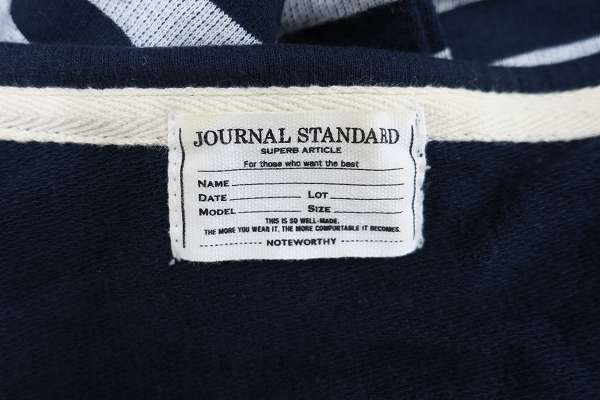 JOURNAL STANDARD
SUPERB ARTICLE
For those who want the best
NAME
DATE LOT
MODEL SIZE
THIS IS SO WELL-MADE.
THE MORE YOU WEAR IT, THE MORE COMFORTABLE IT BECOMES.
NOTEWORTHY